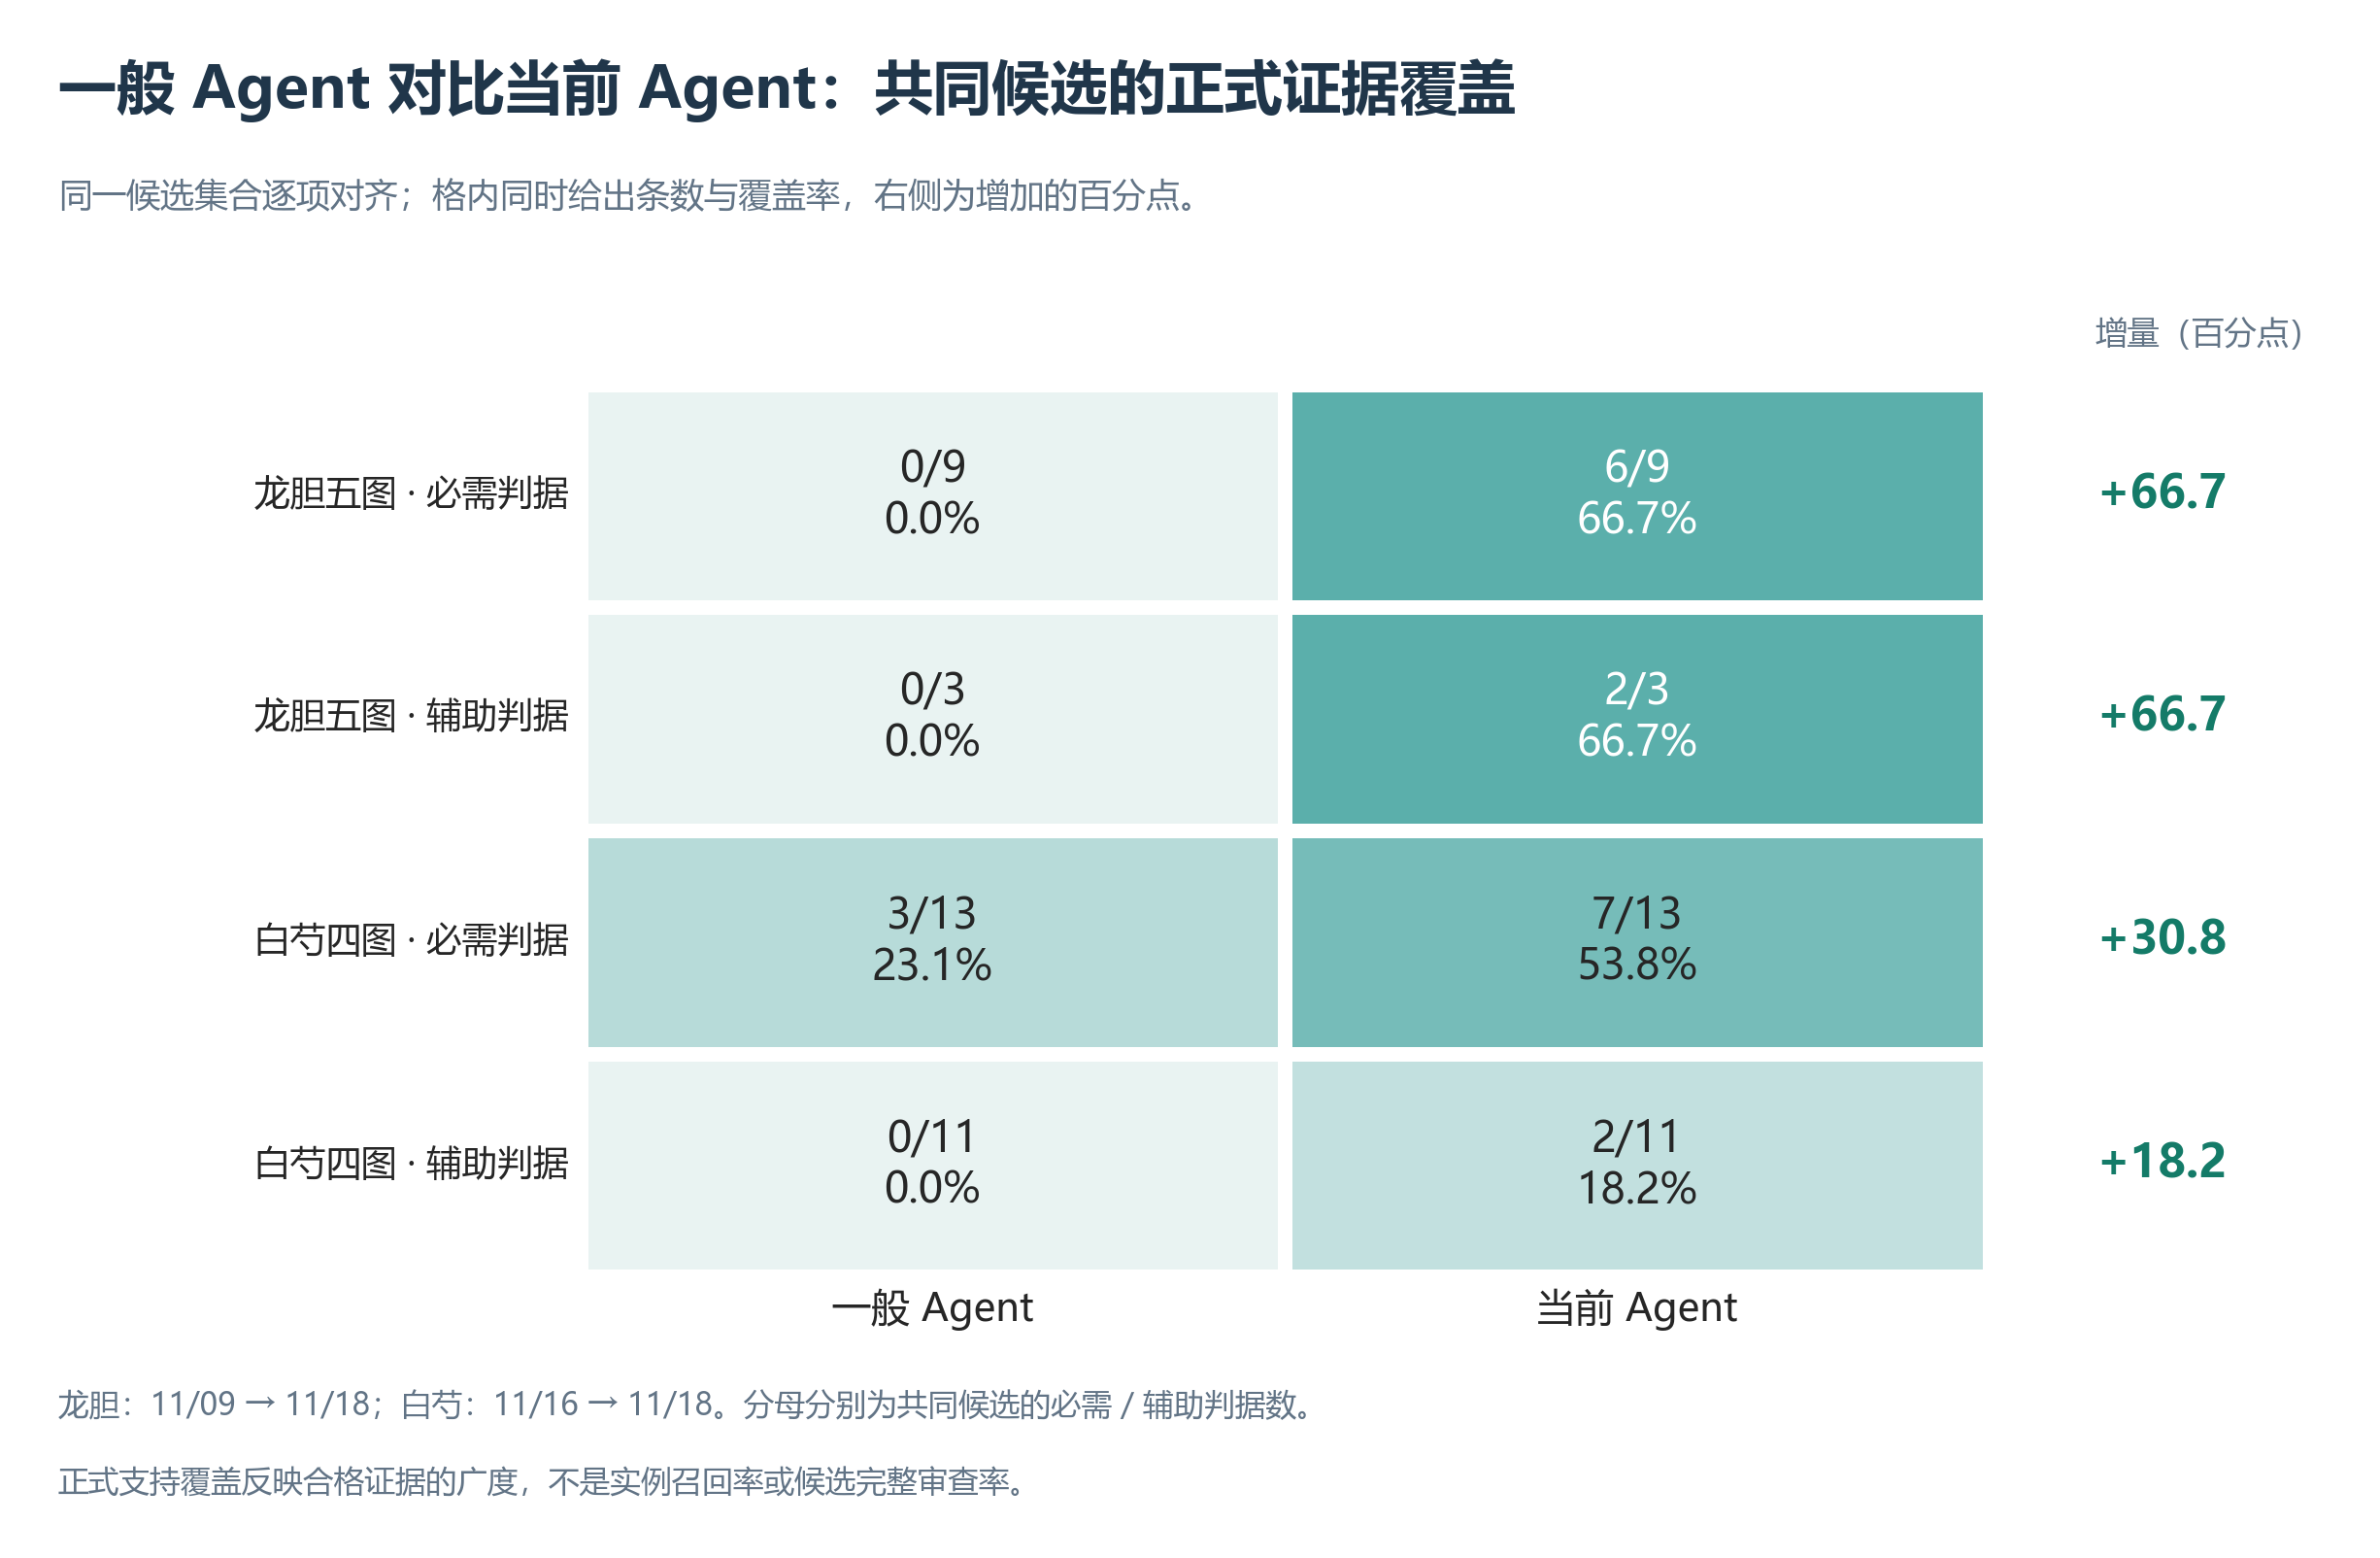 一般 Agent 对比当前 Agent：共同候选的正式证据覆盖
同一候选集合逐项对齐；格内同时给出条数与覆盖率，右侧为增加的百分点。
增量（百分点）
龙胆五图 · 必需判据
0/9
0.0%
6/9
66.7%
+66.7
龙胆五图 · 辅助判据
0/3
0.0%
2/3
66.7%
+66.7
白芍四图 · 必需判据
3/13
23.1%
7/13
53.8%
+30.8
白芍四图 · 辅助判据
0/11
0.0%
2/11
18.2%
+18.2
一般 Agent
当前 Agent
龙胆：11/09 → 11/18；白芍：11/16 → 11/18。分母分别为共同候选的必需 / 辅助判据数。
正式支持覆盖反映合格证据的广度，不是实例召回率或候选完整审查率。